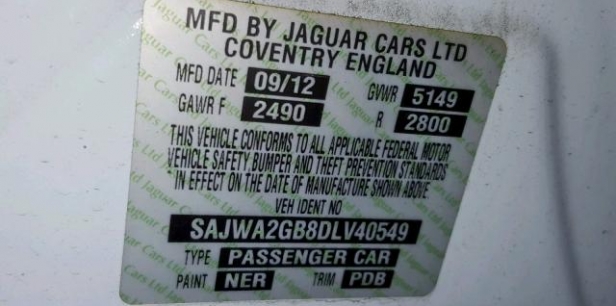 MFD BY JAGUAR CARS LTD
COVENTRY ENGLAND
MFD DATE 09/12 GVWR 5149
GAWR F 2490 R 2800
THIS VEHICLE CONFORMS TO ALL APPLICABLE FEDERAL MOTOR
VEHICLE SAFETY BUMPER AND THEFT PREVENTION STANDARDS
IN EFFECT ON THE DATE OF MANUFACTURE SHOWN ABOVE
VEH IDENT NO
SAJWA2GB8DLV40549
TYPE PASSENGER CAR
PAINT NER TRIM PDB